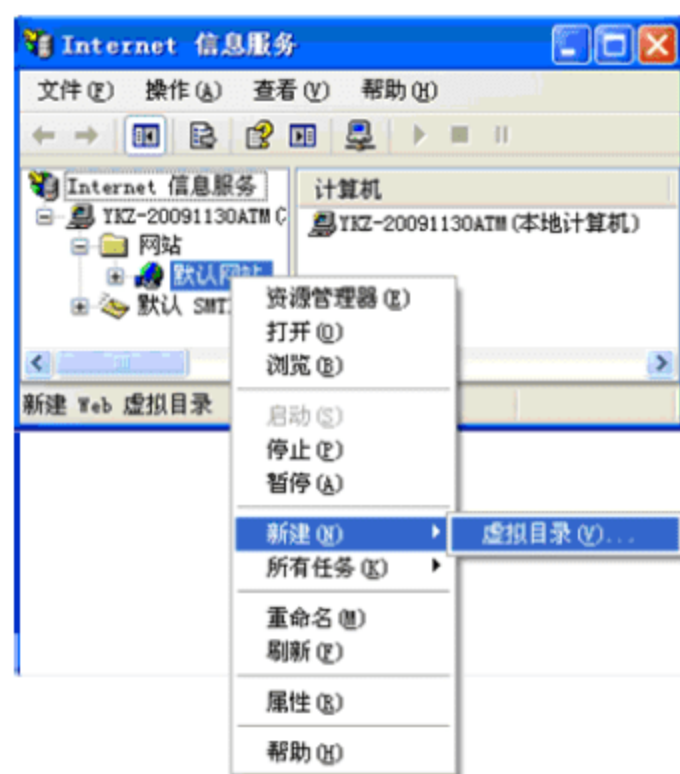 Internet 信息服务
文件(F) 操作(A) 查看(V) 帮助(H)
Internet 信息服务
计算机
YKZ-20091130ATM(
YKZ-20091130ATM(本地计算机)
网站
默认网站
默认 SMT
资源管理器(E)
打开(O)
浏览(B)
新建 Web 虚拟目录
启动(S)
停止(P)
暂停(A)
新建(N)
虚拟目录(V)...
所有任务(K)
重命名(M)
刷新(F)
属性(R)
帮助(H)